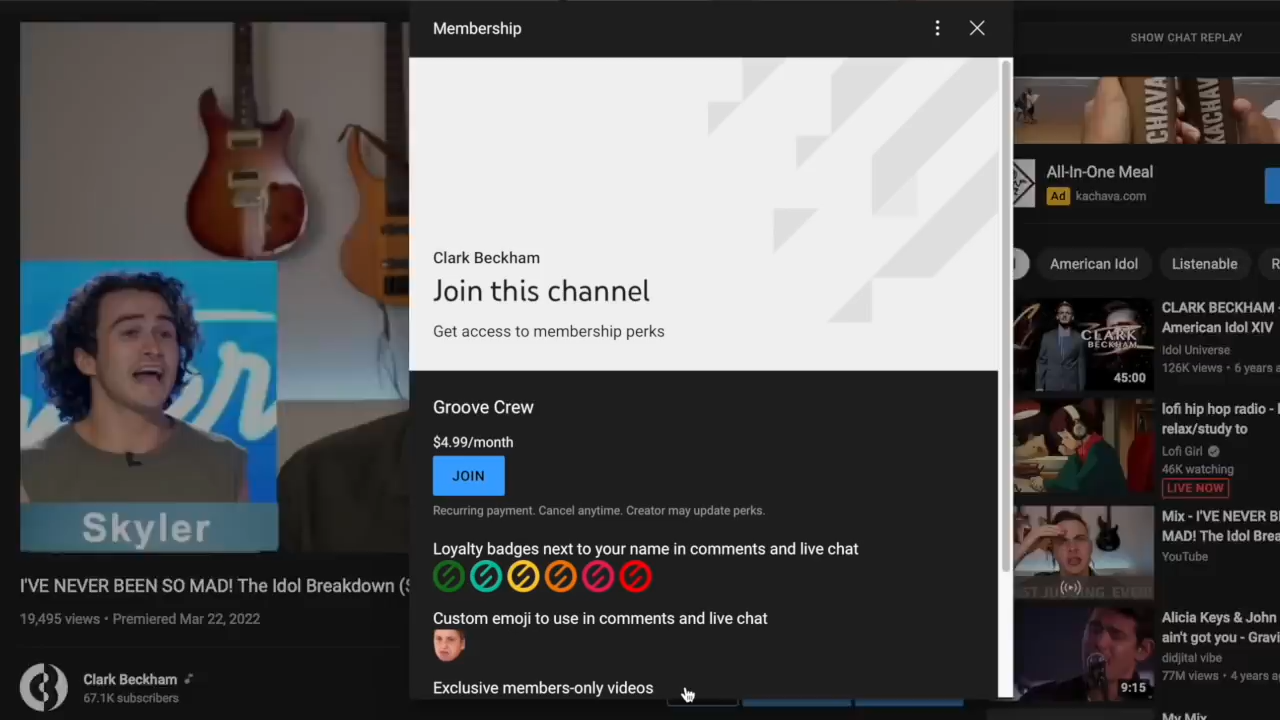 Membership
Clark Beckham
Join this channel
Get access to membership perks
Groove Crew
$4.99/month
JOIN
Recurring payment. Cancel anytime. Creator may update perks.
Loyalty badges next to your name in comments and live chat
Custom emoji to use in comments and live chat
Exclusive members-only videos
Skyler
I'VE NEVER BEEN SO MAD! The Idol Breakdown (S
19,495 views • Premiered Mar 22, 2022
Clark Beckham
67.1K subscribers
SHOW CHAT REPLAY
CHAVA
KACHAVA
All-In-One Meal
Ad kachava.com
American Idol
Listenable
R
CLARK BECKHAM -
American Idol XIV
Idol Universe
126K views • 6 years a
CLARK
BECKHAM
45:00
lofi hip hop radio -
relax/study to
Lofi Girl
46K watching
LIVE NOW
Mix - I'VE NEVER B
MAD! The Idol Brea
YouTube
Alicia Keys & John
ain't got you - Gravi
didjital vibe
77M views • 4 years a
9:15
My Mix